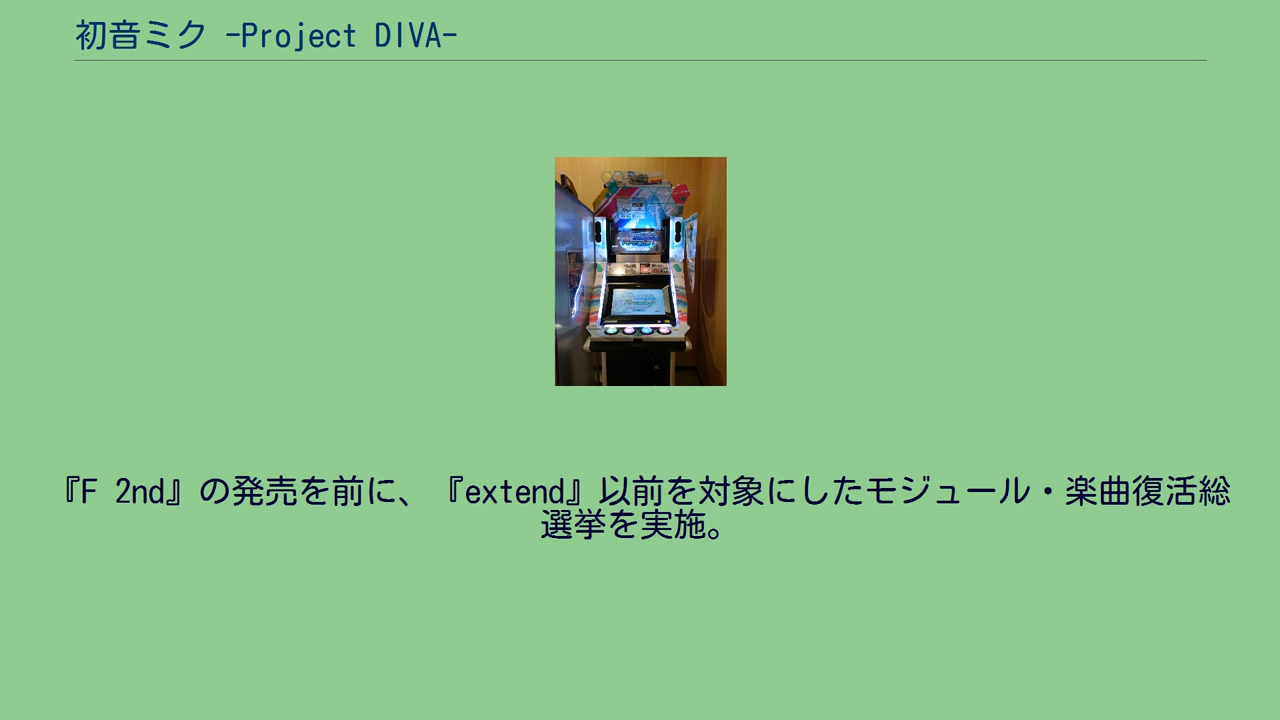 初音ミク -Project DIVA-
『F 2nd』の発売を前に、『extend』以前を対象にしたモジュール・楽曲復活総
選挙を実施。